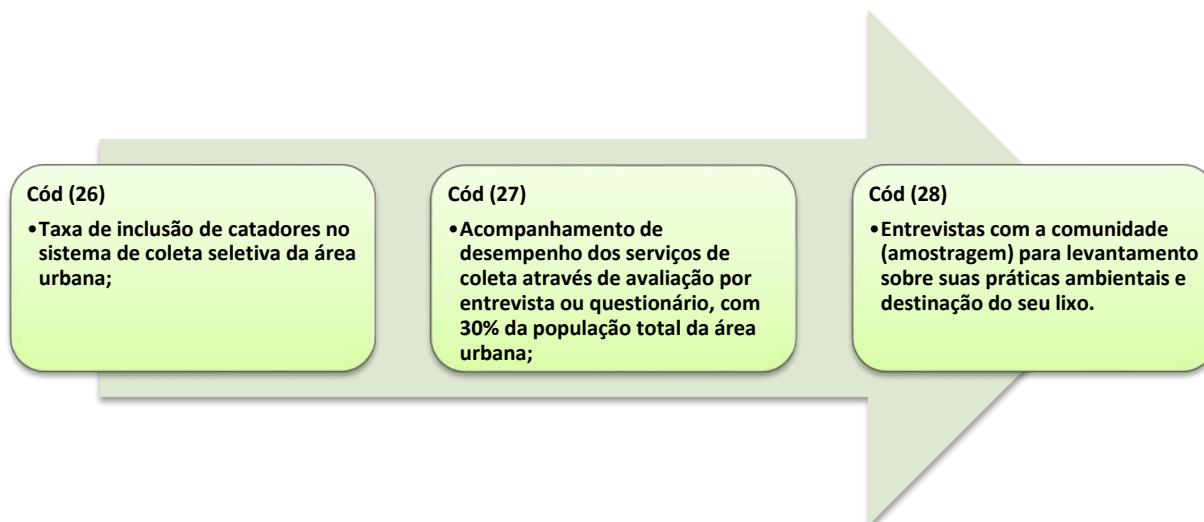 Cód (26)
•Taxa de inclusão de catadores no
sistema de coleta seletiva da área
urbana;
Cód (27)
•Acompanhamento de
desempenho dos serviços de
coleta através de avaliação por
entrevista ou questionário, com
30% da população total da área
urbana;
Cód (28)
•Entrevistas com a comunidade
(amostragem) para levantamento
sobre suas práticas ambientais e
destinação do seu lixo.